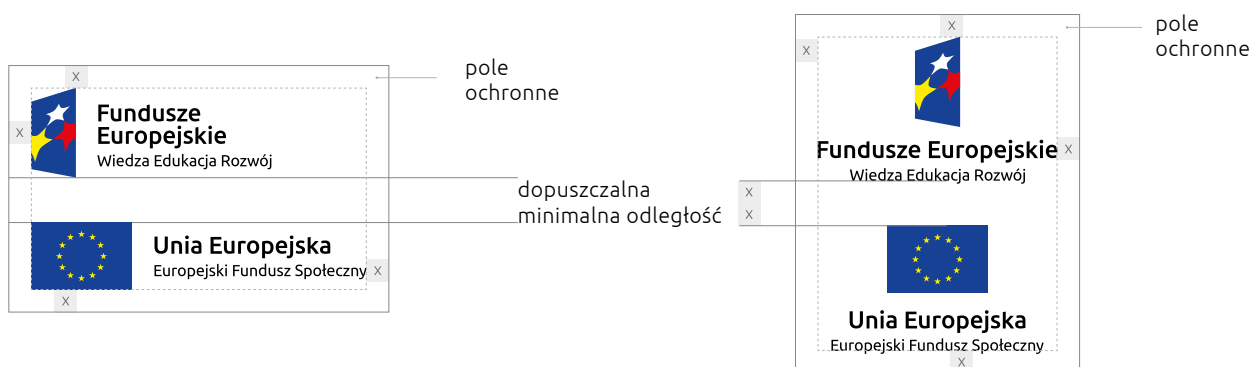 X
pole
ochronne
X
Fundusze
Europejskie
Wiedza Edukacja Rozwój
Unia Europejska
Europejski Fundusz Społeczny
X
X
dopuszczalna
minimalna odległość
X
X
X
X
pole
ochronne
Fundusze Europejskie
X
Wiedza Edukacja Rozwój
Unia Europejska
Europejski Fundusz Społeczny
X